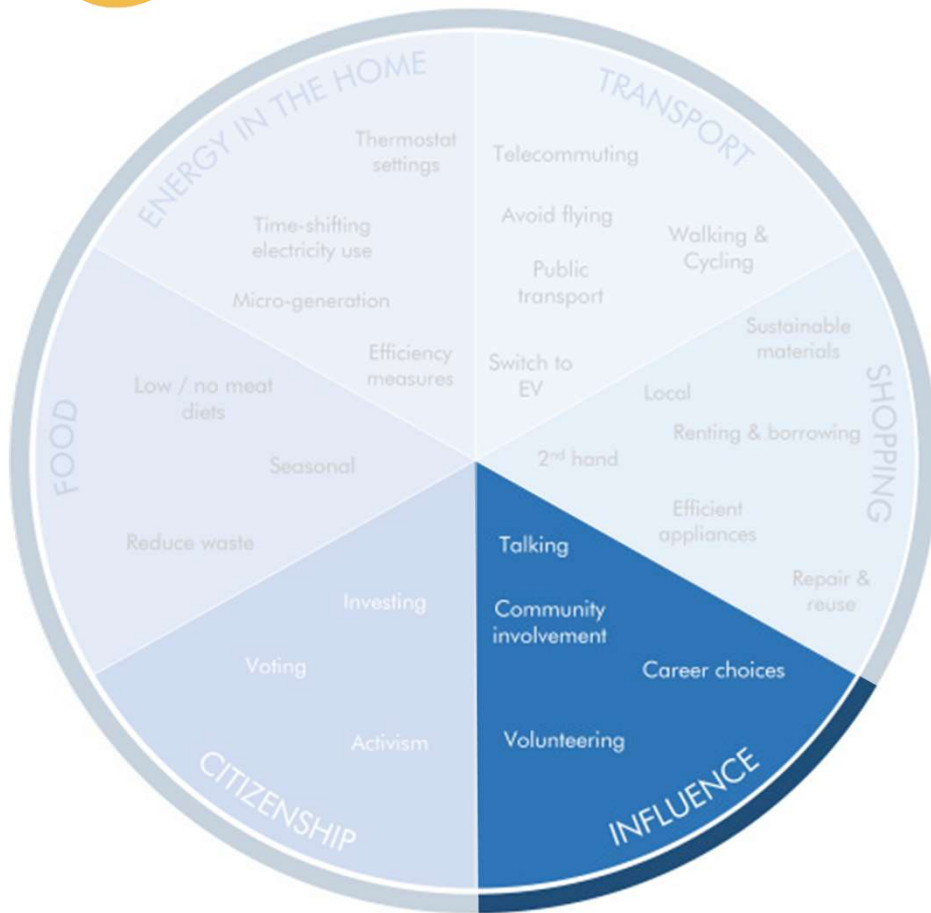 ENERGY IN THE HOME
Thermostat
settings
Time-shifting
electricity use
Micro-generation
Efficiency
measures
TRANSPORT
Telecommuting
Avoid flying
Walking &
Cycling
Public
transport
Switch to
EV
SHOPPING
Sustainable
materials
Local
Renting & borrowing
2nd hand
Efficient
appliances
Repair &
reuse
INFLUENCE
Talking
Community
involvement
Career choices
Volunteering
CITIZENSHIP
Investing
Voting
Activism
FOOD
Low / no meat
diets
Seasonal
Reduce waste